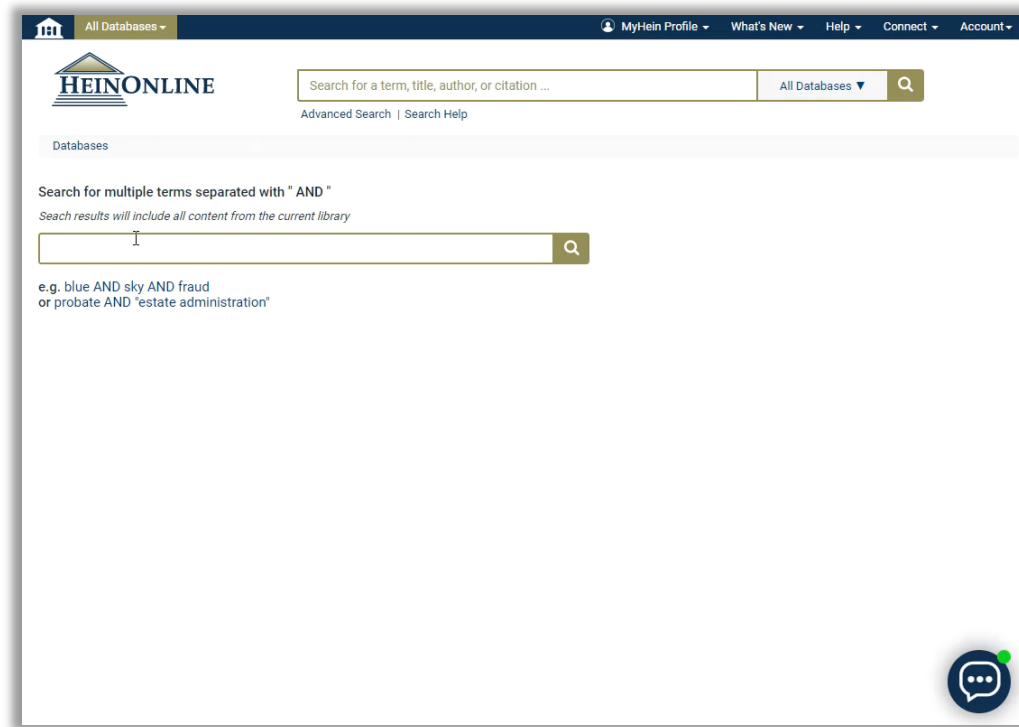 All Databases
MyHein Profile
What's New
Help
Connect
Account
HEINONLINE
Search for a term, title, author, or citation ...
All Databases
Advanced Search | Search Help
Databases
Search for multiple terms separated with " AND "
Seach results will include all content from the current library
e.g. blue AND sky AND fraud
or probate AND "estate administration"